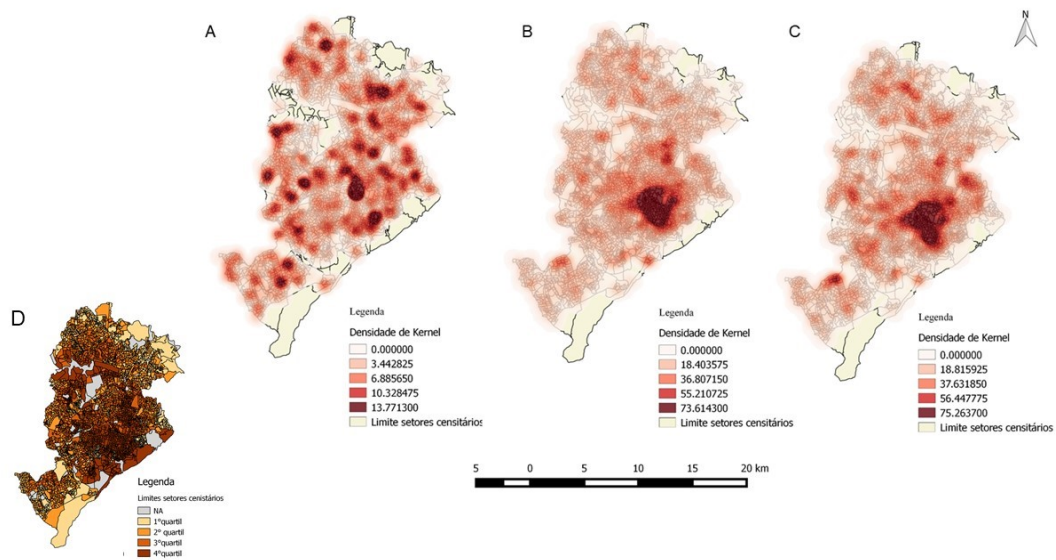 A
B
C
N
Legenda
Densidade de Kernel
0.000000
3.442825
6.885650
10.328475
13.771300
Limite setores censitários
Legenda
Densidade de Kernel
0.000000
18.403575
36.807150
55.210725
73.614300
Limite setores censitários
Legenda
Densidade de Kernel
0.000000
18.815925
37.631850
56.447775
75.263700
Limite setores censitários
D
Legenda
Limites setores cenistários
NA
1°quartil
2° quartil
3°quartil
4°quartil
5 0 5 10 15 20 km